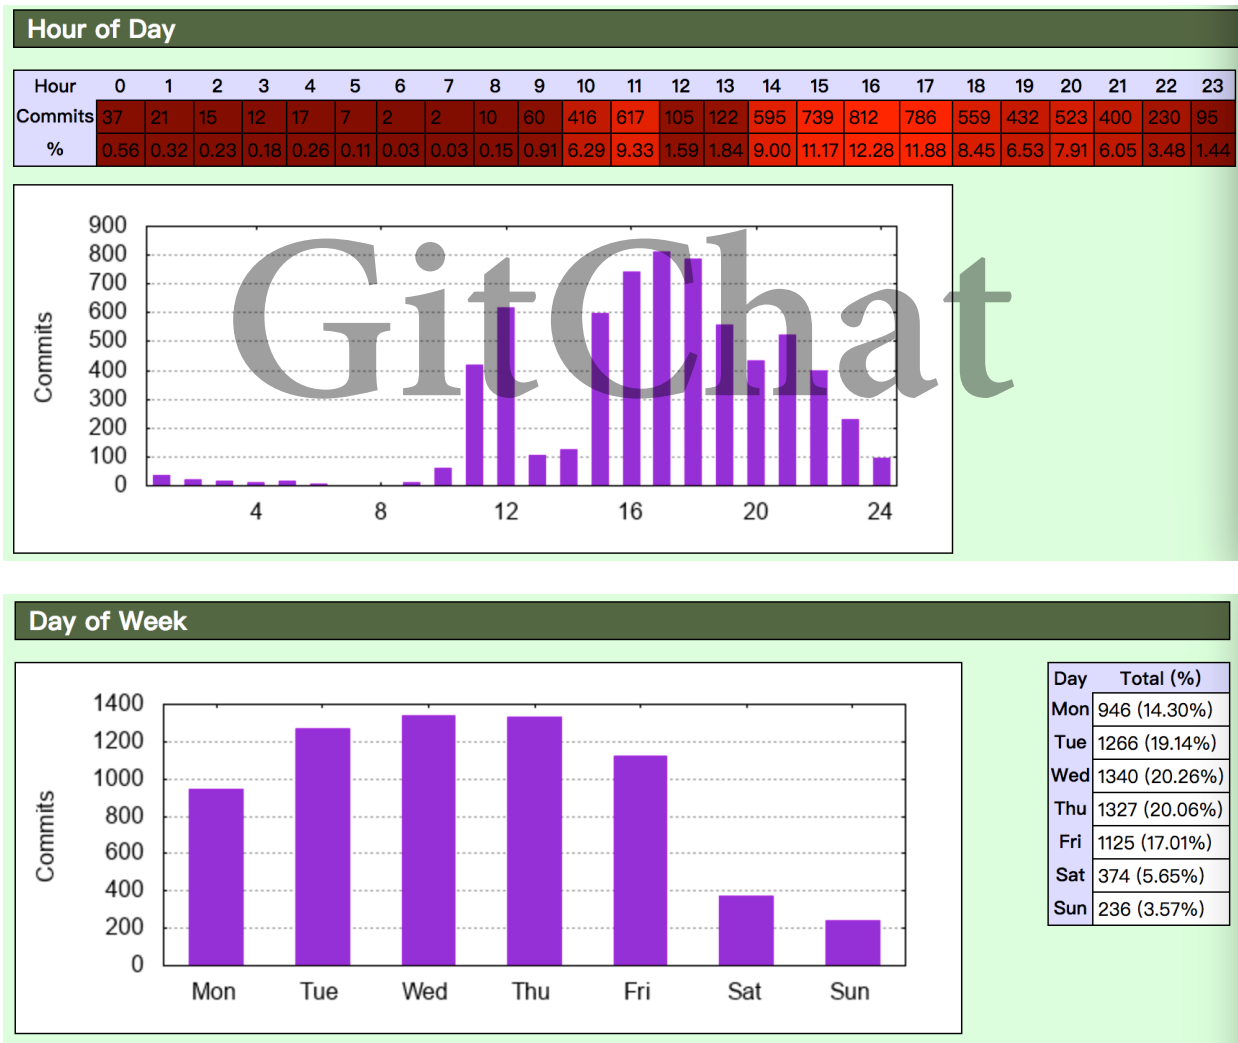 Hour of Day
Hour 0 1 2 3 4 5 6 7 8 9 10 11 12 13 14 15 16 17 18 19 20 21 22 23
Commits 37 21 15 12 17 7 2 2 10 60 416 617 105 122 595 739 812 786 559 432 523 400 230 95
% 0.56 0.32 0.23 0.18 0.26 0.11 0.03 0.03 0.15 0.91 6.29 9.33 1.59 1.84 9.00 11.17 12.28 11.88 8.45 6.53 7.91 6.05 3.48 1.44
GitChat
Commits
900
800
700
600
500
400
300
200
100
0
4 8 12 16 20 24
Day of Week
Commits
1400
1200
1000
800
600
400
200
0
Mon Tue Wed Thu Fri Sat Sun
Day Total (%)
Mon 946 (14.30%)
Tue 1266 (19.14%)
Wed 1340 (20.26%)
Thu 1327 (20.06%)
Fri 1125 (17.01%)
Sat 374 (5.65%)
Sun 236 (3.57%)